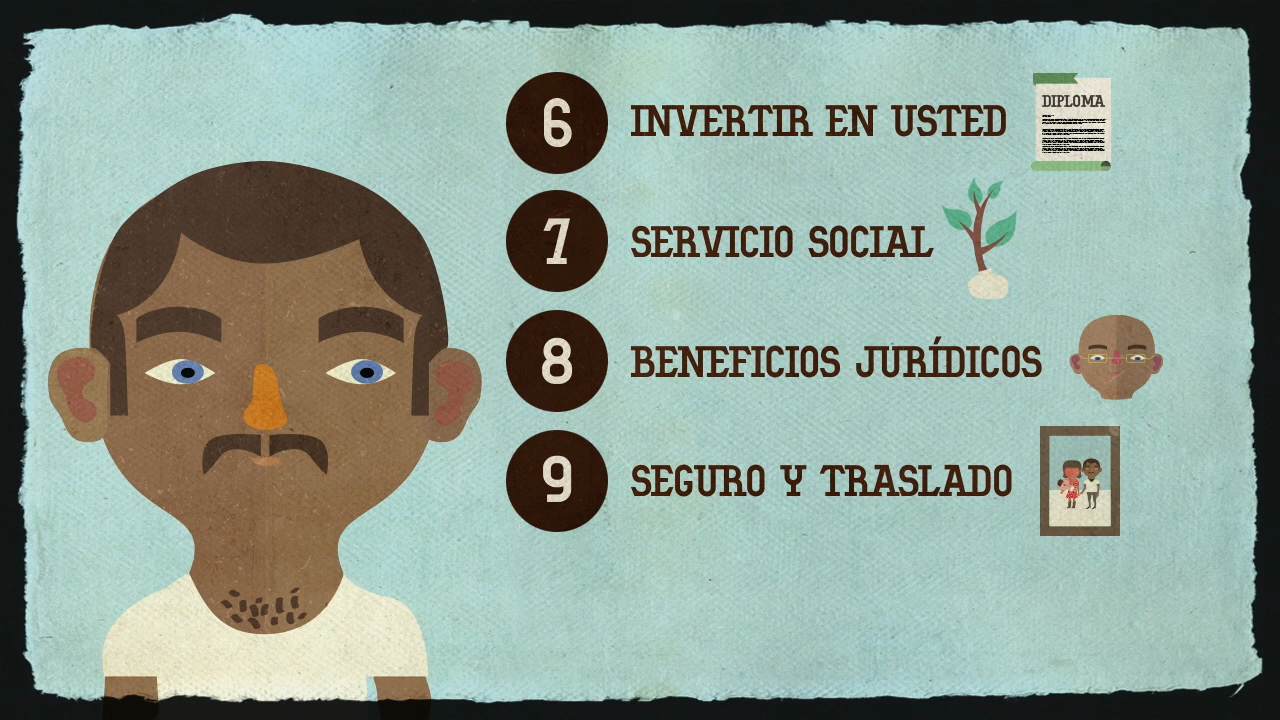 6 INVERTIR EN USTED
DIPLOMA
7 SERVICIO SOCIAL
8 BENEFICIOS JURÍDICOS
9 SEGURO Y TRASLADO